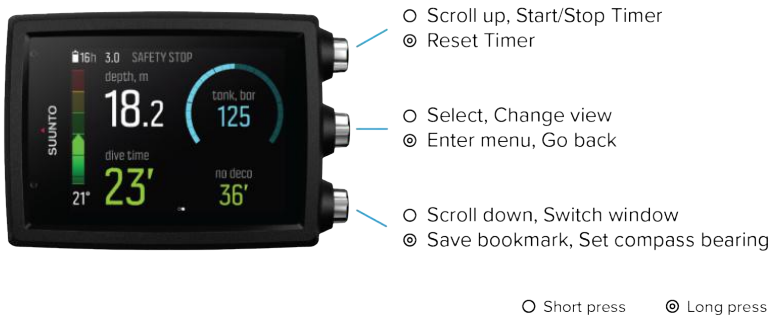 16h 3.0 SAFETY STOP
depth, m
18.2
tank, bar
125
SUUNTO
dive time
23'
no deco
36'
21°
Scroll up, Start/Stop Timer
Reset Timer
Select, Change view
Enter menu, Go back
Scroll down, Switch window
Save bookmark, Set compass bearing
Short press Long press